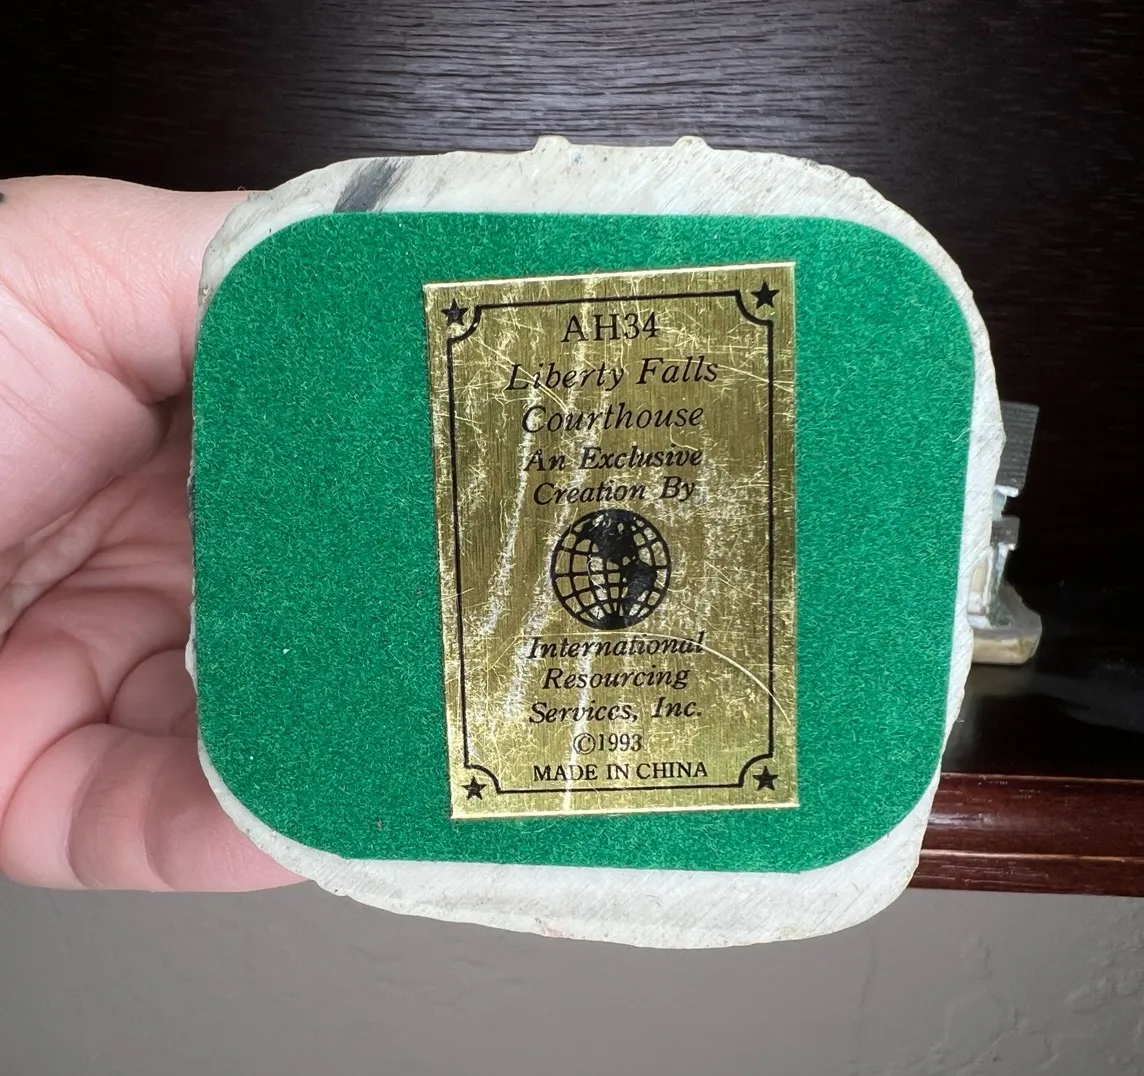 AH34
Liberty Falls
Courthouse
An Exclusive
Creation By
International
Resourcing
Services, Inc.
©1993
MADE IN CHINA